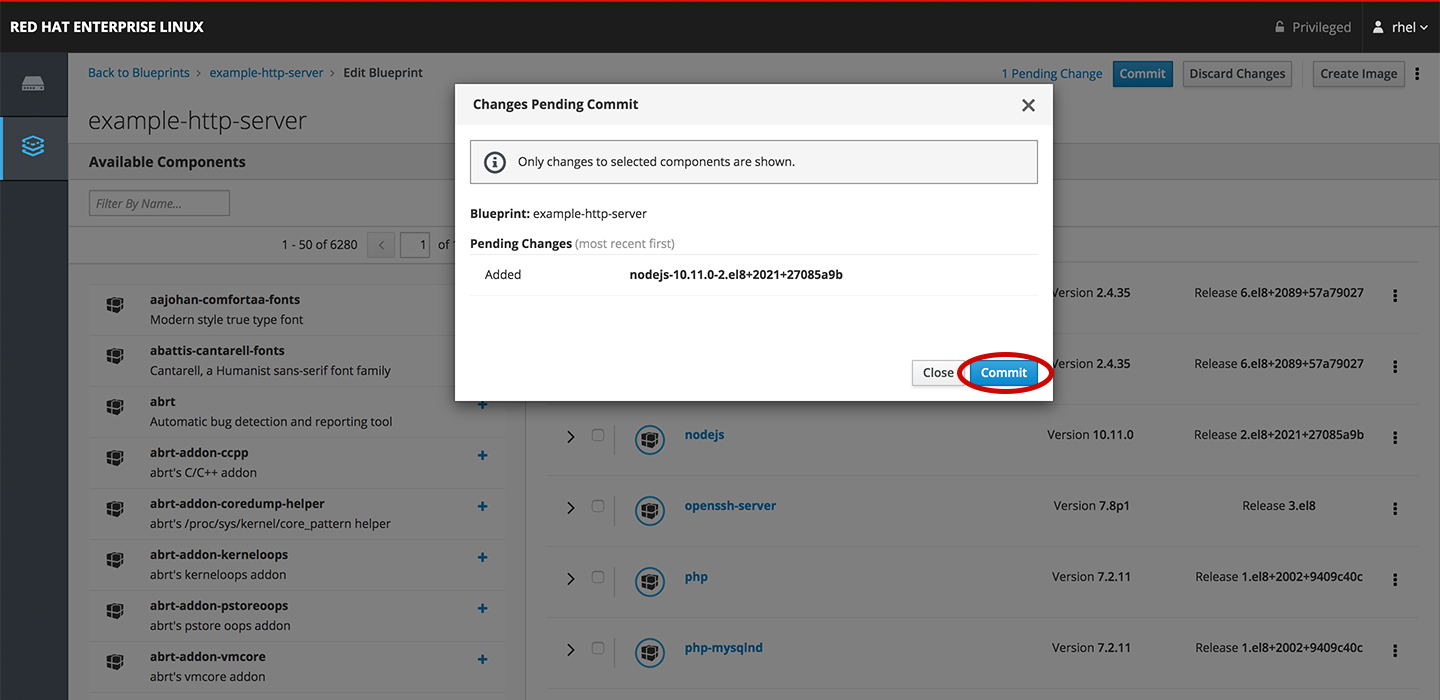 RED HAT ENTERPRISE LINUX
Privileged
rhel
Back to Blueprints > example-http-server > Edit Blueprint
1 Pending Change
Commit
Discard Changes
Create Image
example-http-server
Available Components
Filter By Name...
1 - 50 of 6280
<
1 of
aajohan-comfortaa-fonts
Modern style true type font
abattis-cantarell-fonts
Cantarell, a Humanist sans-serif font family
abrt
Automatic bug detection and reporting tool
abrt-addon-ccpp
abrt's C/C++ addon
abrt-addon-coredump-helper
abrt's /proc/sys/kernel/core_pattern helper
abrt-addon-kerneloops
abrt's kerneloops addon
abrt-addon-pstoreoops
abrt's pstore oops addon
abrt-addon-vmcore
abrt's vmcore addon
Changes Pending Commit
Only changes to selected components are shown.
Blueprint: example-http-server
Pending Changes (most recent first)
Added nodejs-10.11.0-2.el8+2021+27085a9b
Close
Commit
Version 2.4.35 Release 6.el8+2089+57a79027
Version 2.4.35 Release 6.el8+2089+57a79027
nodejs Version 10.11.0 Release 2.el8+2021+27085a9b
openssh-server Version 7.8p1 Release 3.el8
php Version 7.2.11 Release 1.el8+2002+9409c40c
php-mysqlnd Version 7.2.11 Release 1.el8+2002+9409c40c